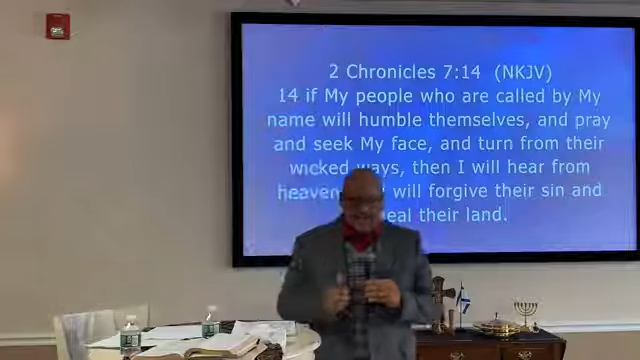 2 Chronicles 7:14 (NKJV)
14 if My people who are called by My
name will humble themselves, and pray
and seek My face, and turn from their
wicked ways, then I will hear from
heaven will forgive their sin and
their land.